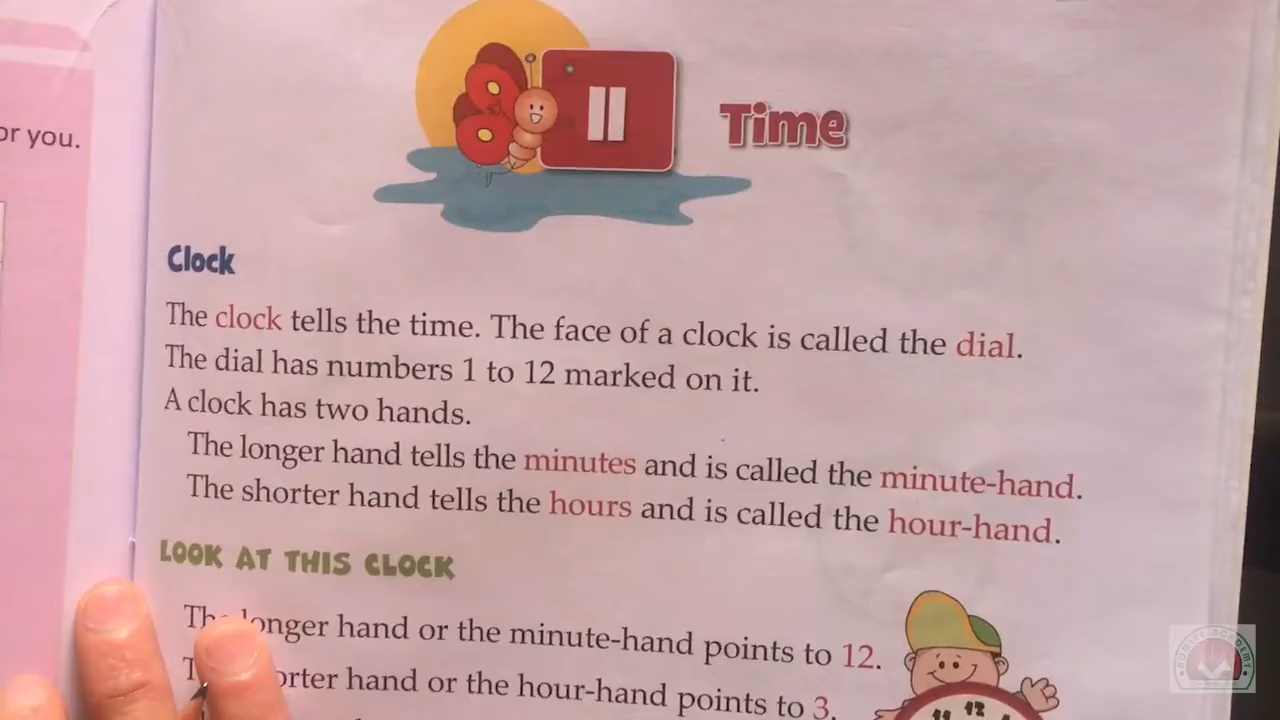 or you.
11
Time
Clock
The clock tells the time. The face of a clock is called the dial.
The dial has numbers 1 to 12 marked on it.
A clock has two hands.
The longer hand tells the minutes and is called the minute-hand.
The shorter hand tells the hours and is called the hour-hand.
LOOK AT THIS CLOCK
The longer hand or the minute-hand points to 12.
orter hand or the hour-hand points to 3.
11 12